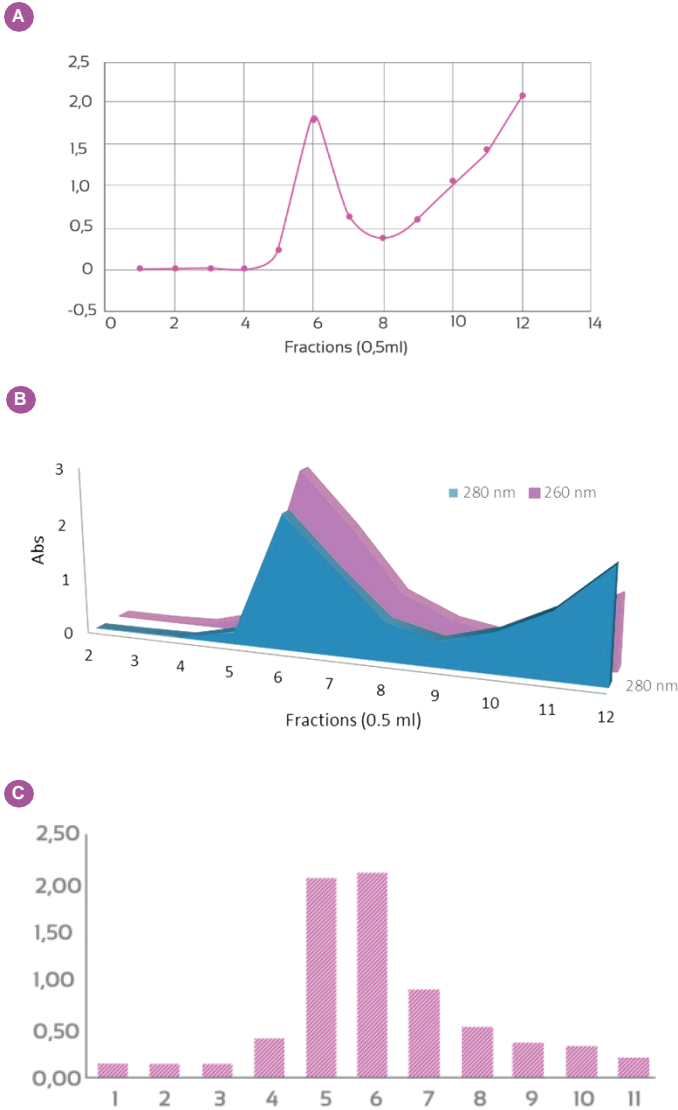 A
2,5
2,0
1,5
1,0
0,5
0
-0,5
0 2 4 6 8 10 12 14
Fractions (0,5ml)
B
3
2
1
0
Abs
280 nm 260 nm
2 3 4 5 6 7 8 9 10 11 12
280 nm
Fractions (0.5 ml)
C
2,50
2,00
1,50
1,00
0,50
0,00
1 2 3 4 5 6 7 8 9 10 11